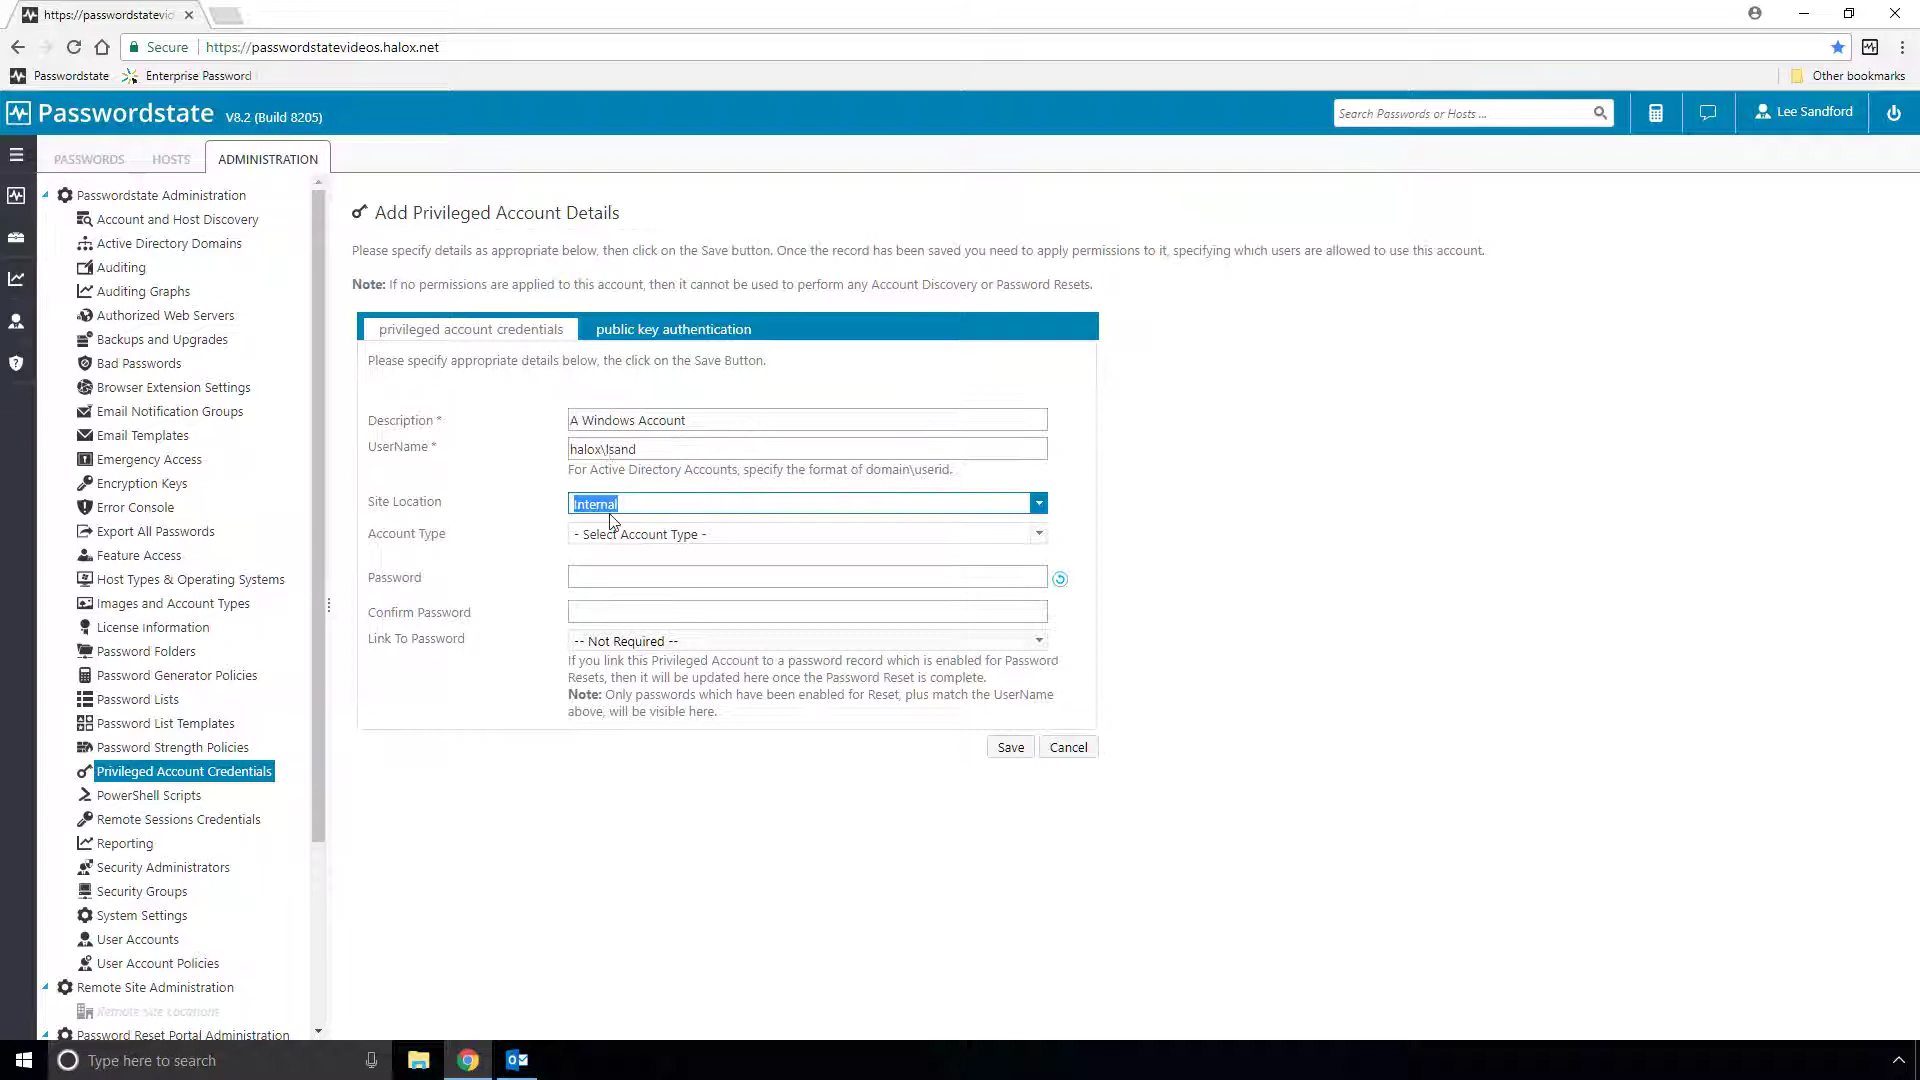 https://passwordstatevid
Secure
https://passwordstatevideos.halox.net
Passwordstate
Enterprise Password
Other bookmarks
Passwordstate V8.2 (Build 8205)
Search Passwords or Hosts ...
Lee Sandford
PASSWORDS
HOSTS
ADMINISTRATION
Passwordstate Administration
Account and Host Discovery
Active Directory Domains
Auditing
Auditing Graphs
Authorized Web Servers
Backups and Upgrades
Bad Passwords
Browser Extension Settings
Email Notification Groups
Email Templates
Emergency Access
Encryption Keys
Error Console
Export All Passwords
Feature Access
Host Types & Operating Systems
Images and Account Types
License Information
Password Folders
Password Generator Policies
Password Lists
Password List Templates
Password Strength Policies
Privileged Account Credentials
PowerShell Scripts
Remote Sessions Credentials
Reporting
Security Administrators
Security Groups
System Settings
User Accounts
User Account Policies
Remote Site Administration
Remote Site Locations
Password Reset Portal Administration
Add Privileged Account Details
Please specify details as appropriate below, then click on the Save button. Once the record has been saved you need to apply permissions to it, specifying which users are allowed to use this account.
Note: If no permissions are applied to this account, then it cannot be used to perform any Account Discovery or Password Resets.
privileged account credentials
public key authentication
Please specify appropriate details below, the click on the Save Button.
Description *
A Windows Account
UserName *
halox\lsand
For Active Directory Accounts, specify the format of domain\userid.
Site Location
Internal
Account Type
- Select Account Type -
Password
Confirm Password
Link To Password
-- Not Required --
If you link this Privileged Account to a password record which is enabled for Password
Resets, then it will be updated here once the Password Reset is complete.
Note: Only passwords which have been enabled for Reset, plus match the UserName
above, will be visible here.
Save
Cancel
Type here to search